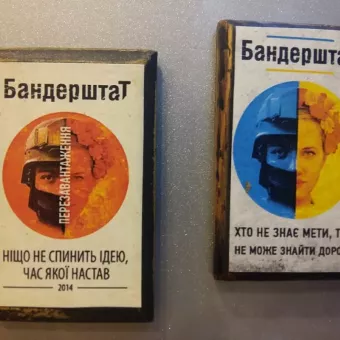 Бандерштат
ПЕРЕЗАВАНТАЖЕННЯ
НІЩО НЕ СПИНИТЬ ІДЕЮ,
ЧАС ЯКОЇ НАСТАВ
2014
Бандершта
ХТО НЕ ЗНАЄ МЕТИ, Т
НЕ МОЖЕ ЗНАЙТИ ДОРО